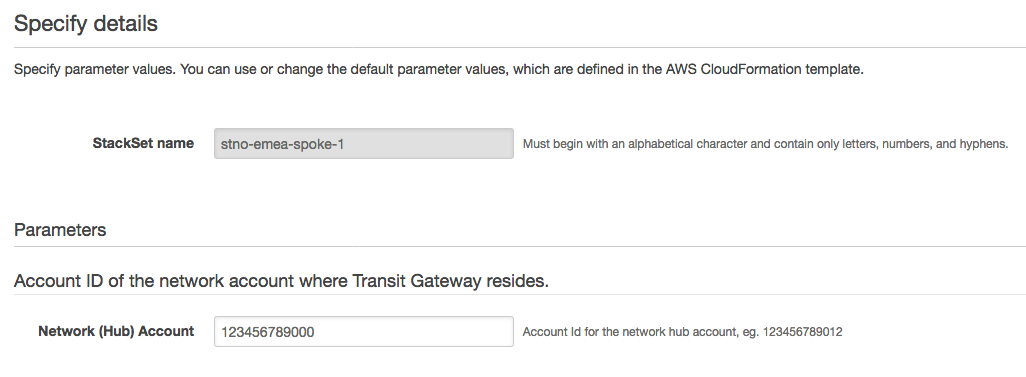 Specify details
Specify parameter values. You can use or change the default parameter values, which are defined in the AWS CloudFormation template.
StackSet name stno-emea-spoke-1 Must begin with an alphabetical character and contain only letters, numbers, and hyphens.
Parameters
Account ID of the network account where Transit Gateway resides.
Network (Hub) Account 123456789000 Account Id for the network hub account, eg. 123456789012